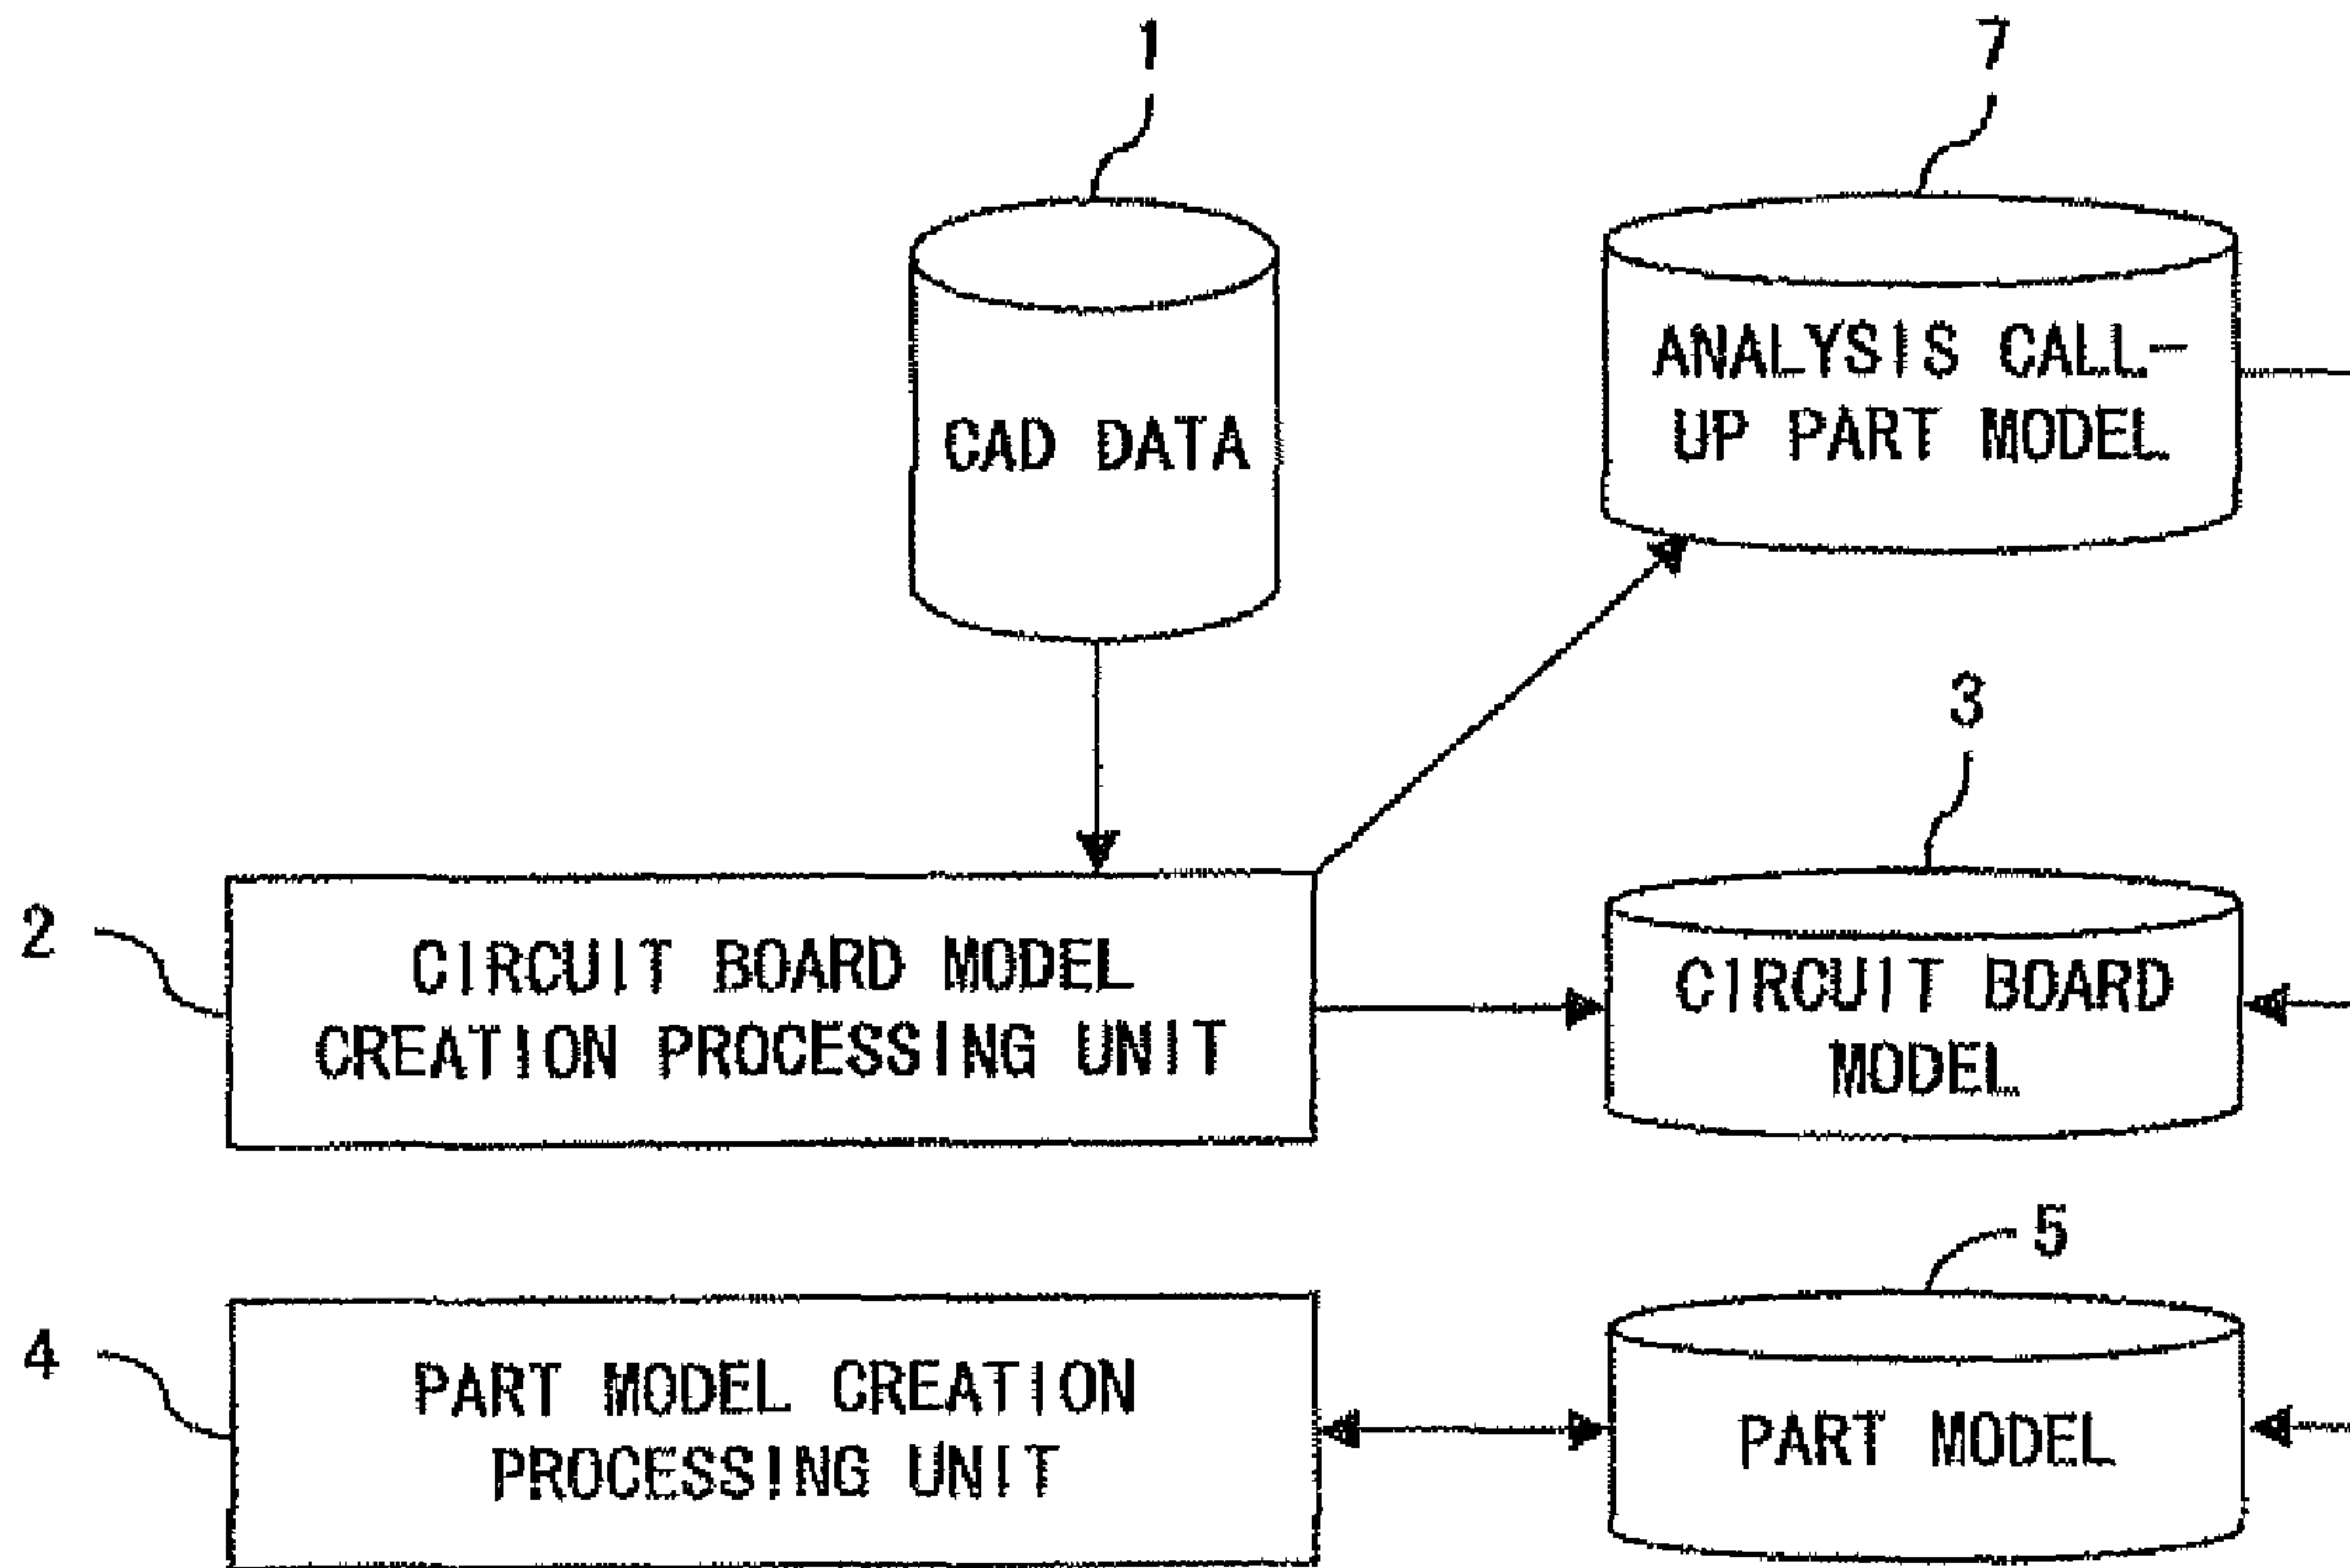 1
7
CAD DATA
ANALYSIS CALL-
UP PART MODEL
3
2
CIRCUIT BOARD MODEL
CREATION PROCESSING UNIT
CIRCUIT BOARD
MODEL
5
4
PART MODEL CREATION
PROCESSING UNIT
PART MODEL